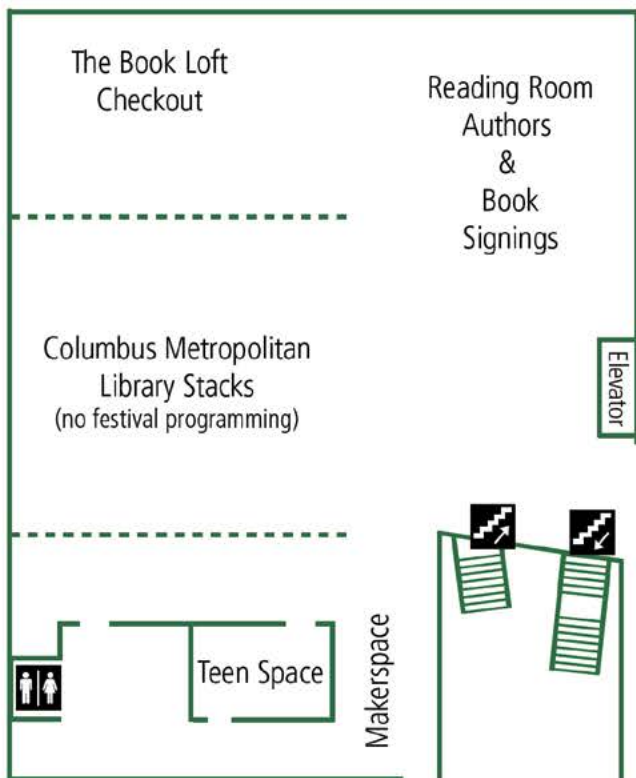 The Book Loft
Checkout
Reading Room
Authors
&
Book
Signings
Columbus Metropolitan
Library Stacks
(no festival programming)
Elevator
Teen Space
Makerspace